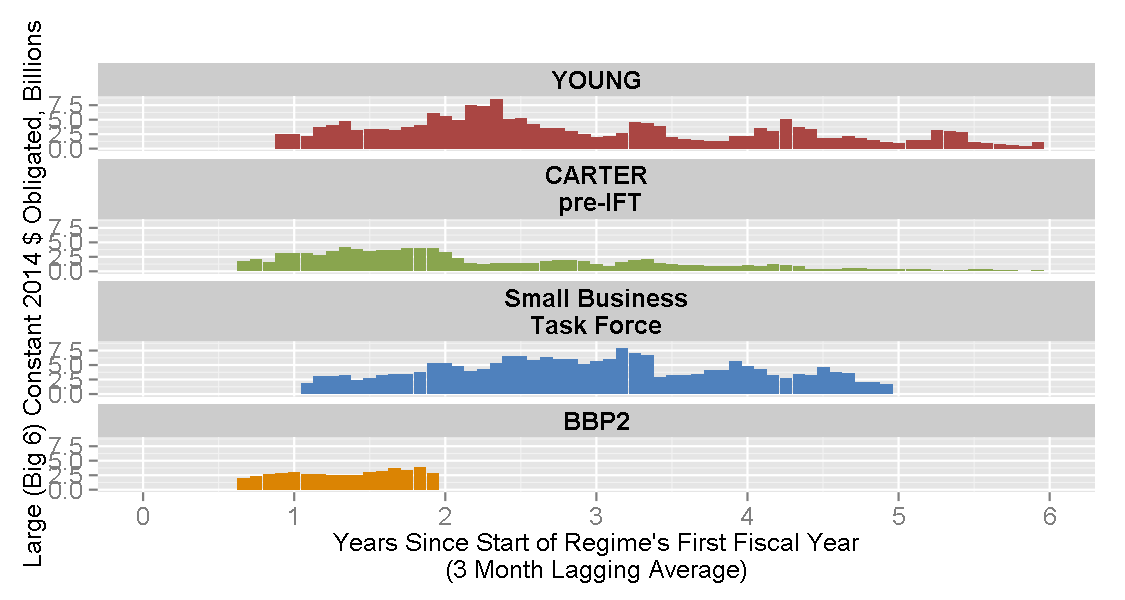 Large (Big 6) Constant 2014 $ Obligated, Billions
YOUNG
7.5
5.0
2.5
0.0
CARTER
pre-IFT
7.5
5.0
2.5
0.0
Small Business
Task Force
7.5
5.0
2.5
0.0
BBP2
7.5
5.0
2.5
0.0
0 1 2 3 4 5 6
Years Since Start of Regime's First Fiscal Year
(3 Month Lagging Average)